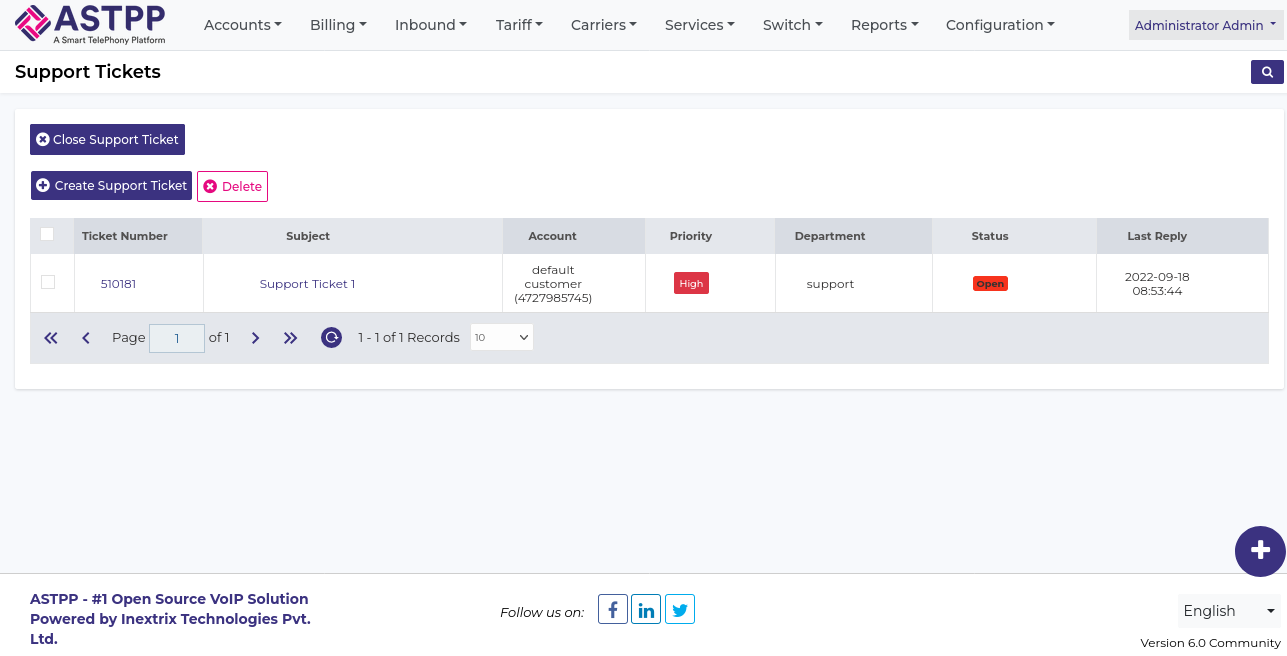 ASTPP
A Smart TelePhony Platform
Accounts Billing Inbound Tariff Carriers Services Switch Reports Configuration Administrator Admin
Support Tickets
Close Support Ticket
Create Support Ticket Delete
Ticket Number Subject Account Priority Department Status Last Reply
510181 Support Ticket 1 default customer (4727985745) High support Open 2022-09-18 08:53:44
Page 1 of 1 1 - 1 of 1 Records 10
ASTPP - #1 Open Source VoIP Solution
Powered by Inextrix Technologies Pvt.
Ltd.
Follow us on:
English
Version 6.0 Community